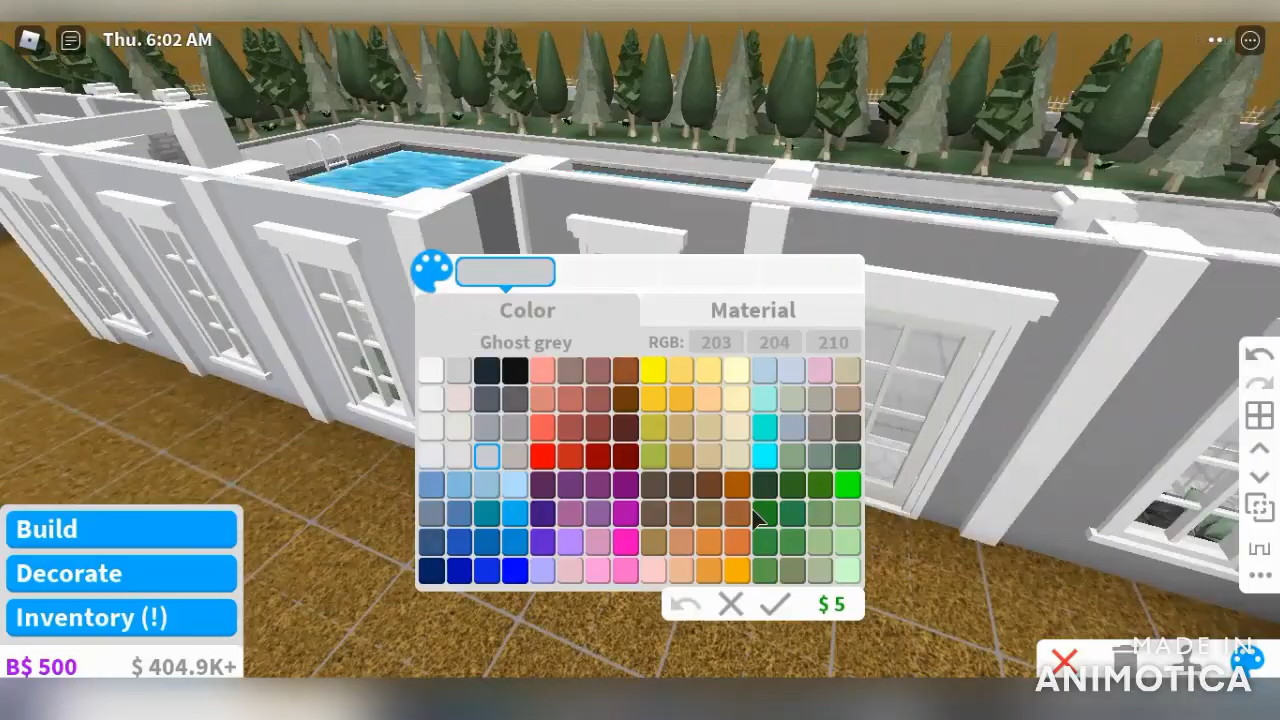 Thu. 6:02 AM
Color
Material
Ghost grey
RGB: 203 204 210
$ 5
Build
Decorate
Inventory (!)
B$ 500
$ 404.9K+
MADE IN
ANIMOTICA